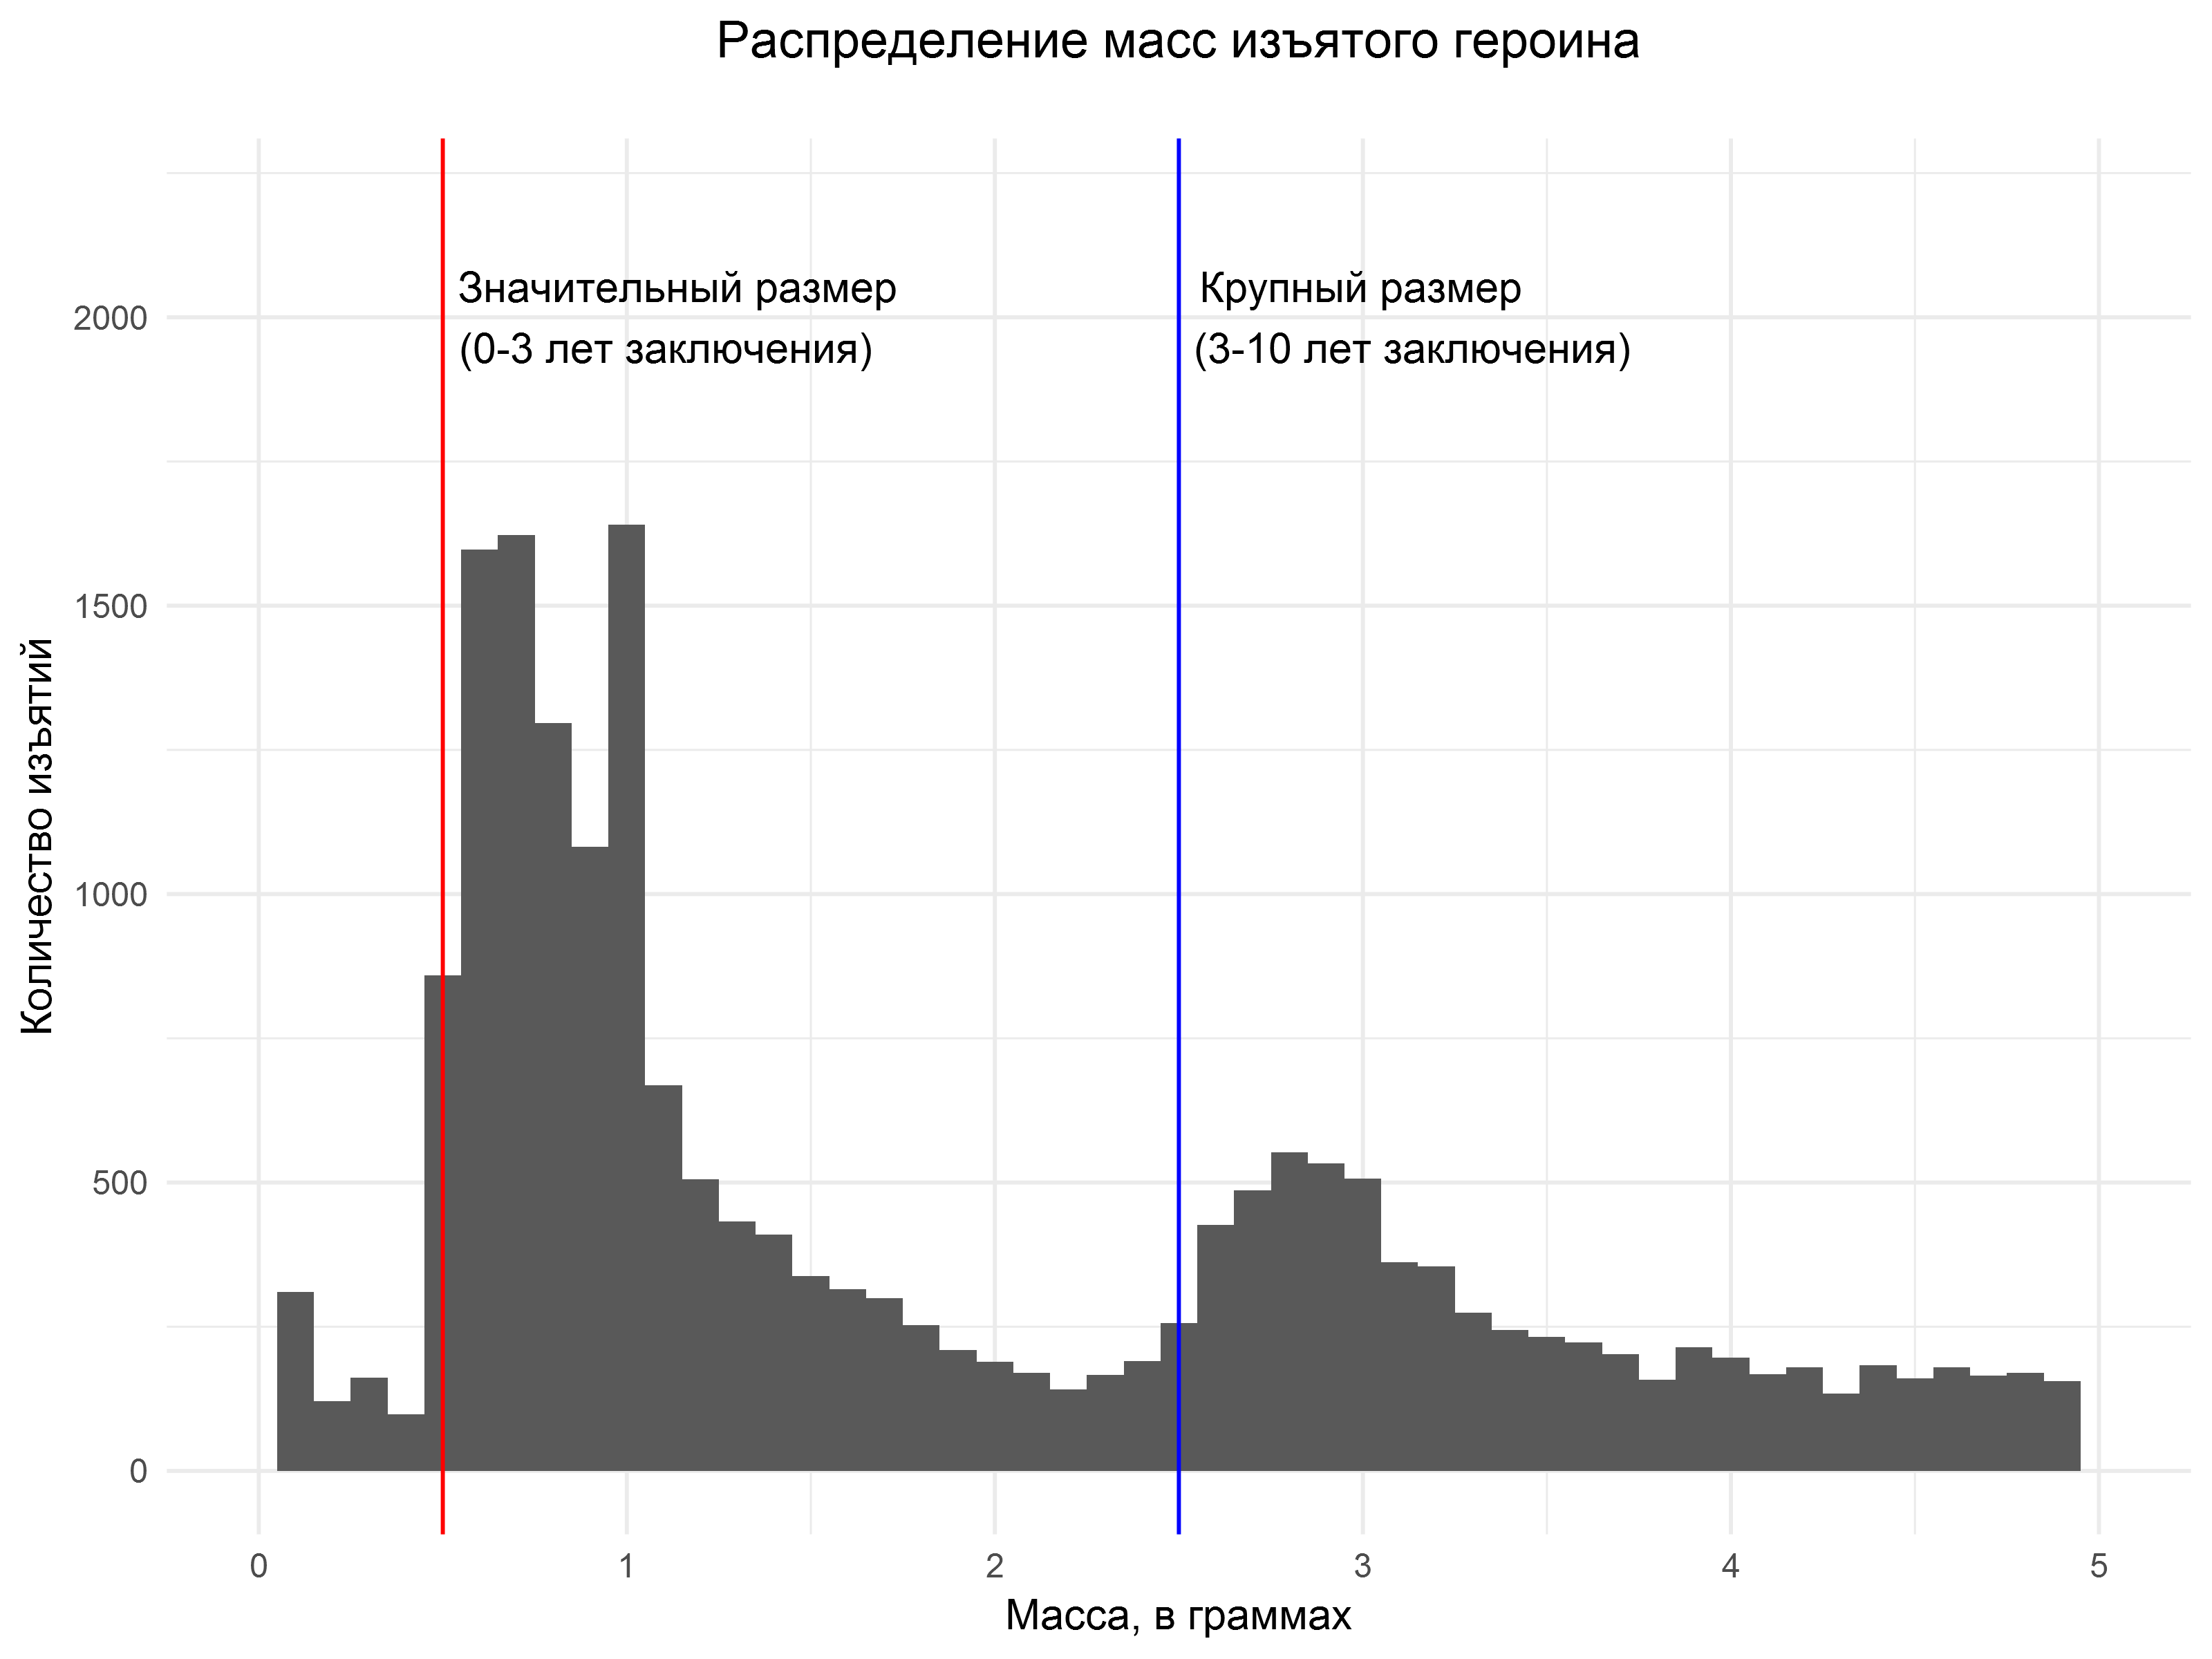 Распределение масс изъятого героина
Значительный размер
(0-3 лет заключения)
Крупный размер
(3-10 лет заключения)
Количество изъятий
2000
1500
1000
500
0
0
1
2
3
4
5
Масса, в граммах